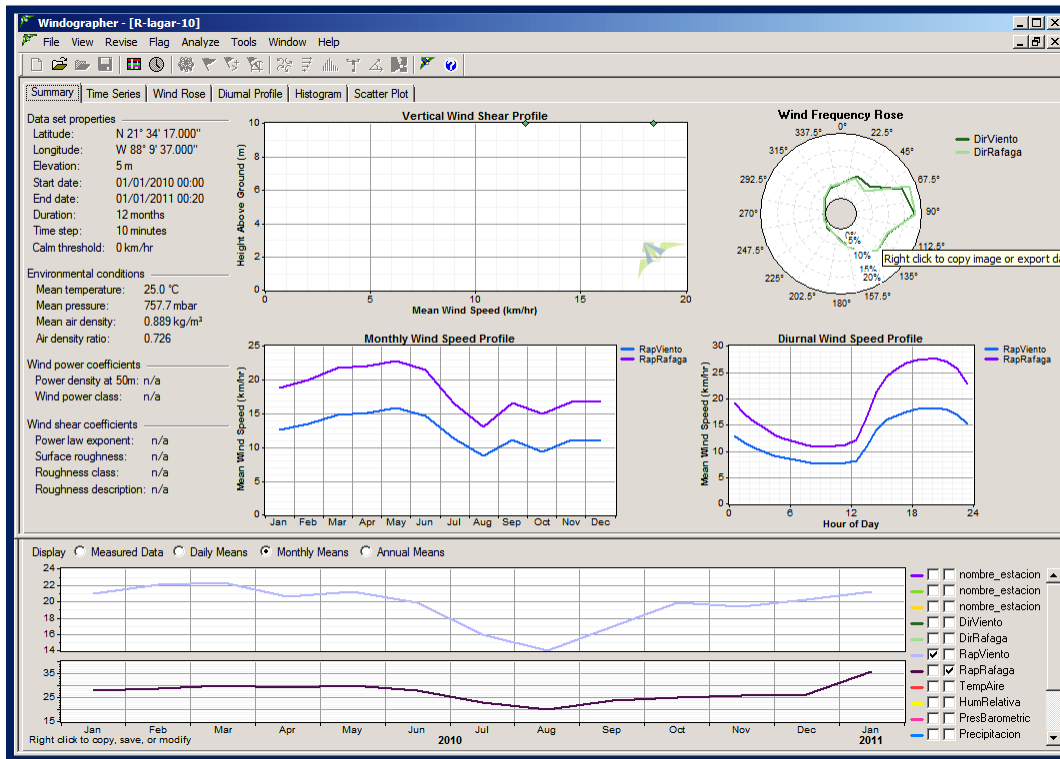 Windographer - [R-lagar-10]
File View Revise Flag Analyze Tools Window Help
Summary Time Series Wind Rose Diurnal Profile Histogram Scatter Plot
Data set properties
Latitude: N 21° 34' 17.000"
Longitude: W 88° 9' 37.000"
Elevation: 5 m
Start date: 01/01/2010 00:00
End date: 01/01/2011 00:20
Duration: 12 months
Time step: 10 minutes
Calm threshold: 0 km/hr
Environmental conditions
Mean temperature: 25.0 °C
Mean pressure: 757.7 mbar
Mean air density: 0.889 kg/m³
Air density ratio: 0.726
Wind power coefficients
Power density at 50m: n/a
Wind power class: n/a
Wind shear coefficients
Power law exponent: n/a
Surface roughness: n/a
Roughness class: n/a
Roughness description: n/a
Vertical Wind Shear Profile
Height Above Ground (m)
10
8
6
4
2
0
0 5 10 15 20
Mean Wind Speed (km/hr)
Wind Frequency Rose
0°
337.5° 22.5°
315° 45°
292.5° 67.5°
270° 90°
247.5° 112.5°
225° 135°
202.5° 157.5°
180°
0%
5%
10%
15%
20%
DirViento
DirRafaga
Right click to copy image or export da
Monthly Wind Speed Profile
Mean Wind Speed (km/hr)
25
20
15
10
5
0
Jan Feb Mar Apr May Jun Jul Aug Sep Oct Nov Dec
RapViento
RapRafaga
Diurnal Wind Speed Profile
Mean Wind Speed (km/hr)
30
25
20
15
10
5
0
0 6 12 18 24
Hour of Day
RapViento
RapRafaga
Display Measured Data Daily Means Monthly Means Annual Means
24
22
20
18
16
14
35
25
15
Jan Feb Mar Apr May Jun Jul Aug Sep Oct Nov Dec Jan
Right click to copy, save, or modify 2010 2011
nombre_estacion
nombre_estacion
nombre_estacion
DirViento
DirRafaga
RapViento
RapRafaga
TempAire
HumRelativa
PresBarometric
Precipitacion